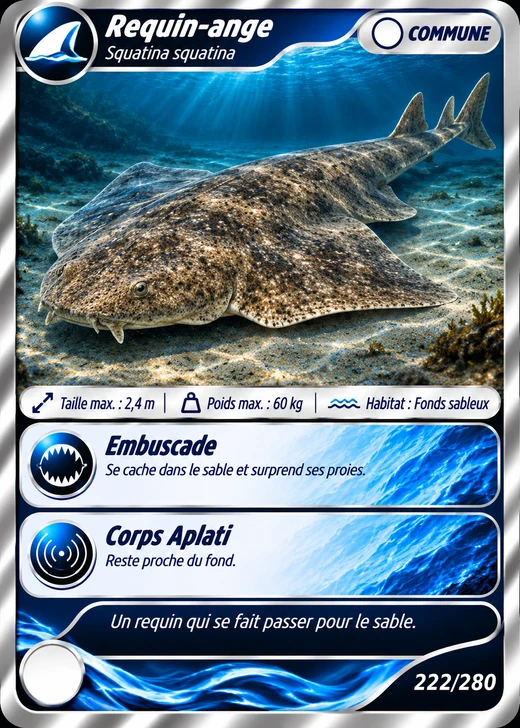 Requin-ange
Squatina squatina
COMMUNE
Taille max. : 2,4 m | Poids max. : 60 kg | Habitat : Fonds sableux
Embuscade
Se cache dans le sable et surprend ses proies.
Corps Aplati
Reste proche du fond.
Un requin qui se fait passer pour le sable.
222/280